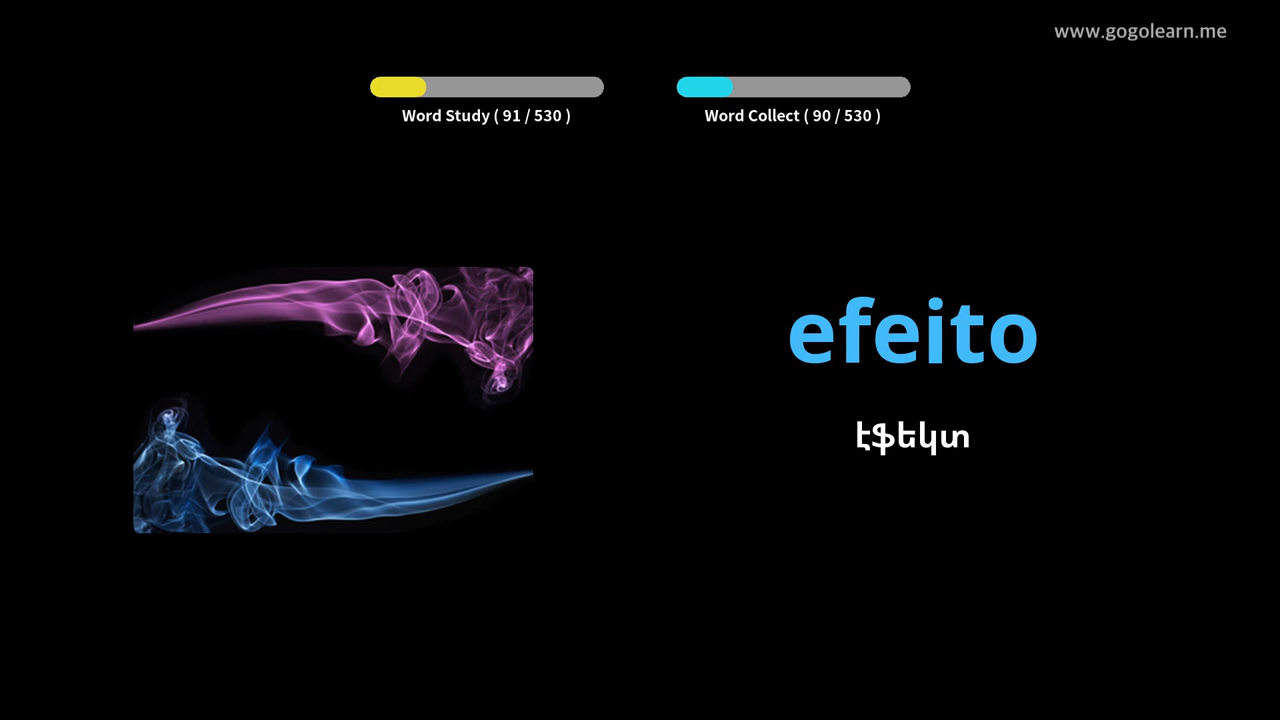 www.gogolearn.me
Word Study ( 91 / 530 )
Word Collect ( 90 / 530 )
efeito
էֆեկտ